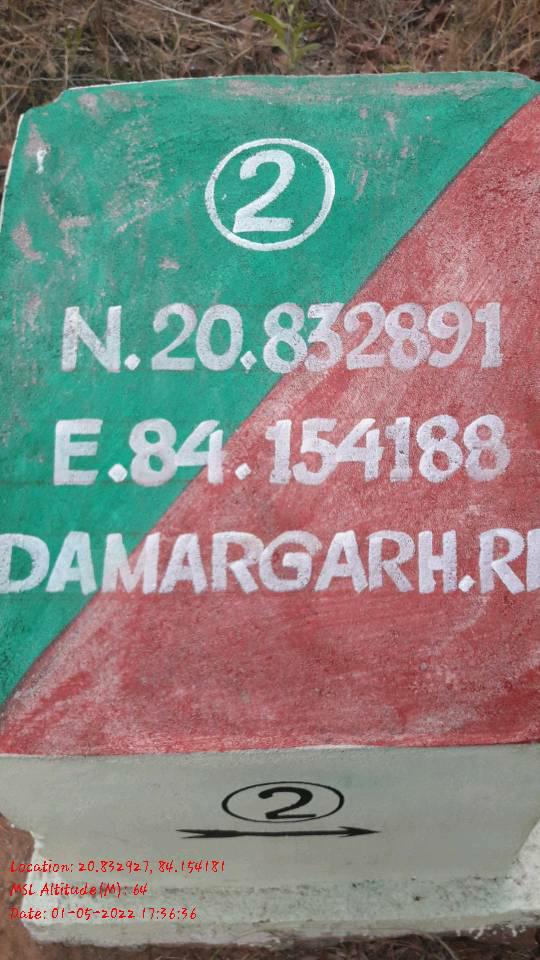 2
N.20.832891
E.84.154188
DAMARGARH.RF
2
Location: 20.832927, 84.154181
MSL Altitude(M): 64
Date: 01-05-2022 17:36:36